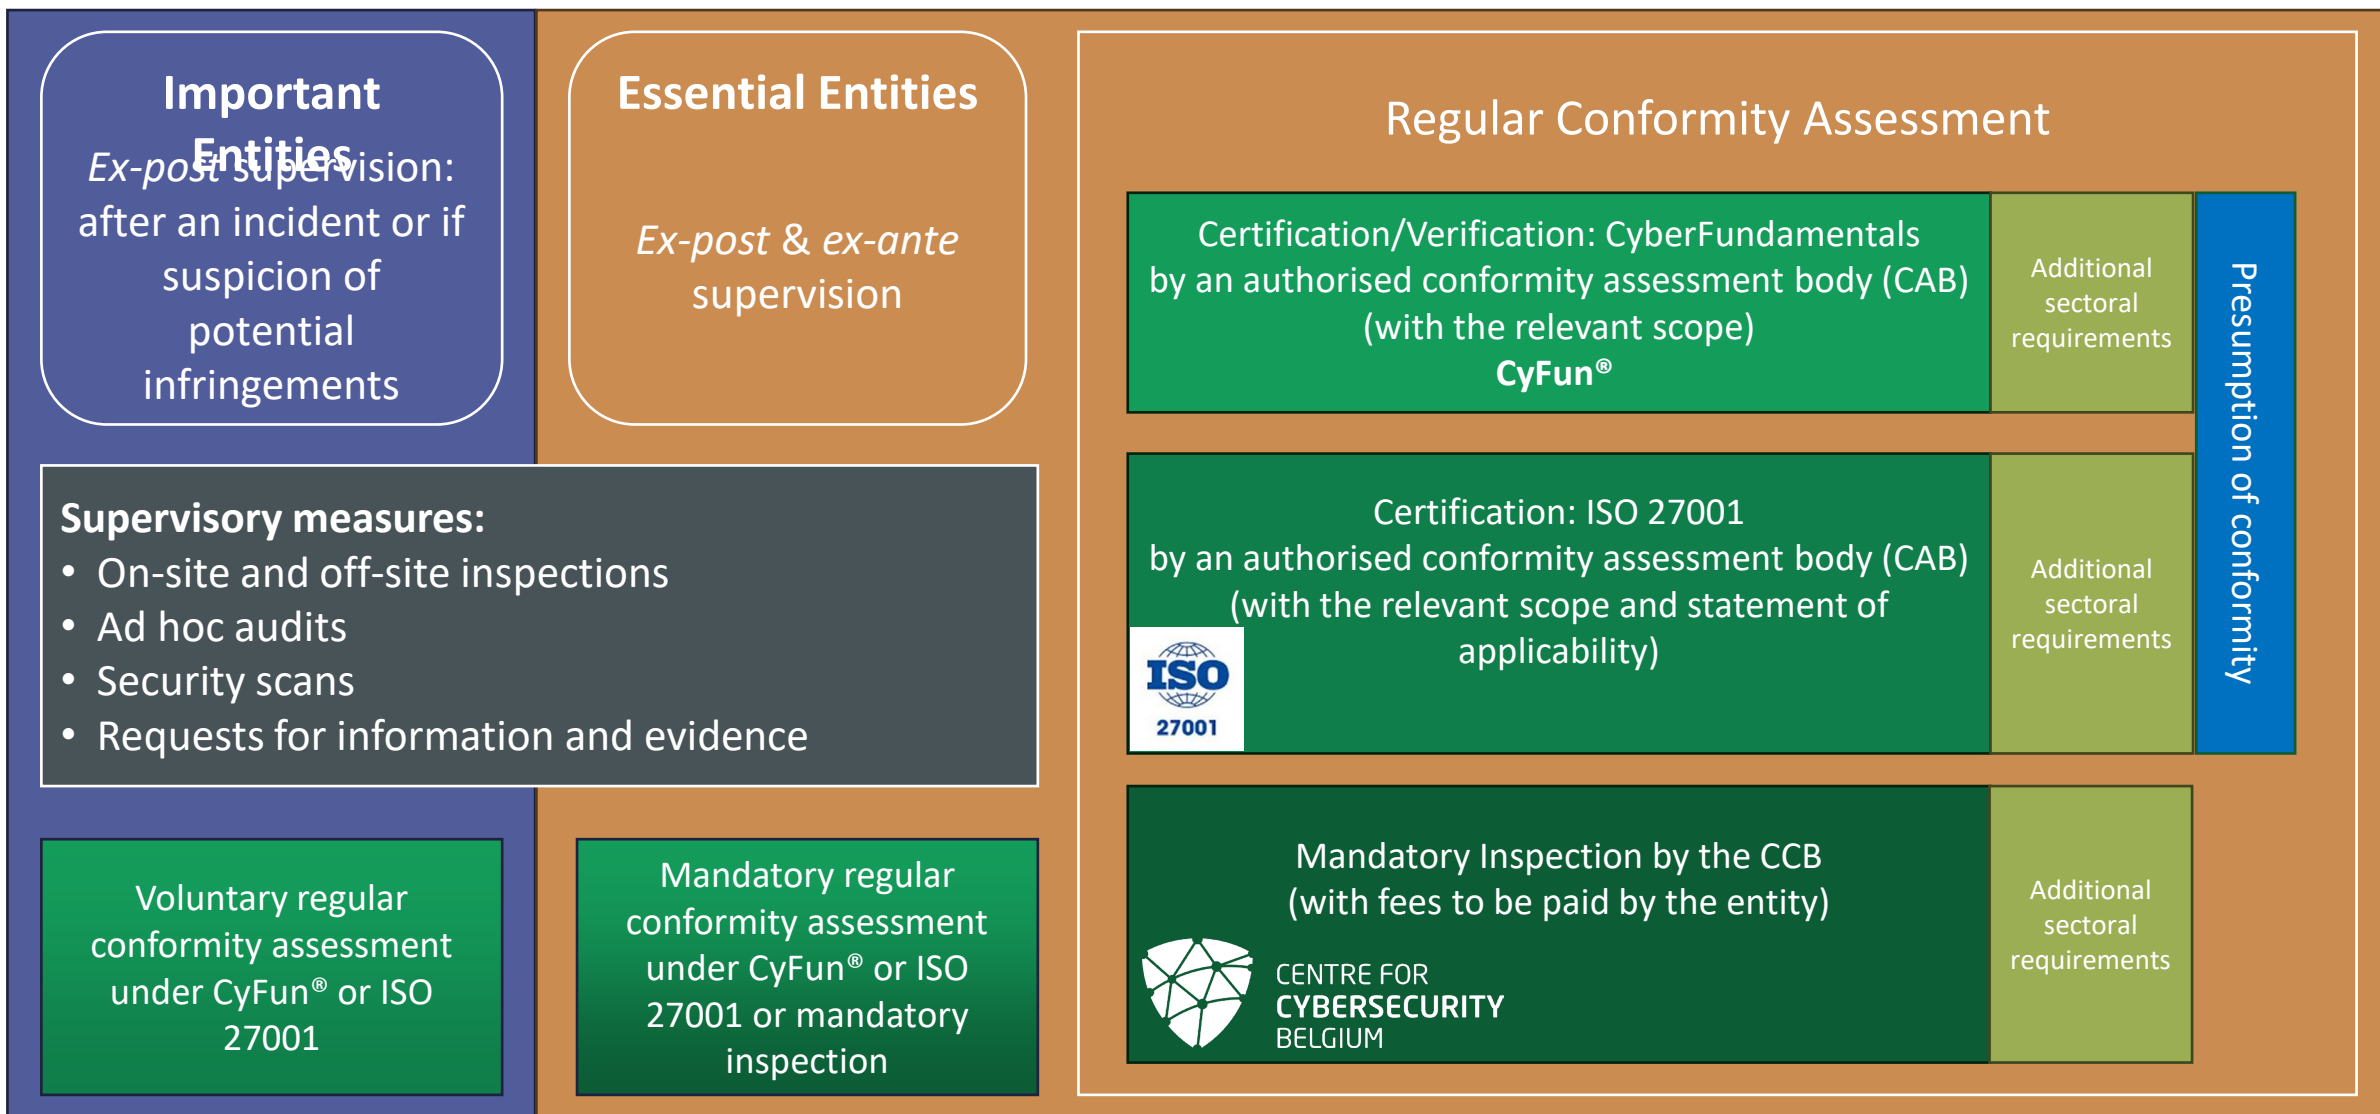 Important
Entities
Ex-post supervision:
after an incident or if
suspicion of
potential
infringements
Essential Entities
Ex-post & ex-ante
supervision
Supervisory measures:
• On-site and off-site inspections
• Ad hoc audits
• Security scans
• Requests for information and evidence
Voluntary regular
conformity assessment
under CyFun® or ISO
27001
Mandatory regular
conformity assessment
under CyFun® or ISO
27001 or mandatory
inspection
Regular Conformity Assessment
Certification/Verification: CyberFundamentals
by an authorised conformity assessment body (CAB)
(with the relevant scope)
CyFun®
Additional
sectoral
requirements
Certification: ISO 27001
by an authorised conformity assessment body (CAB)
(with the relevant scope and statement of
applicability)
ISO
27001
Additional
sectoral
requirements
Presumption of conformity
Mandatory Inspection by the CCB
(with fees to be paid by the entity)
CENTRE FOR
CYBERSECURITY
BELGIUM
Additional
sectoral
requirements